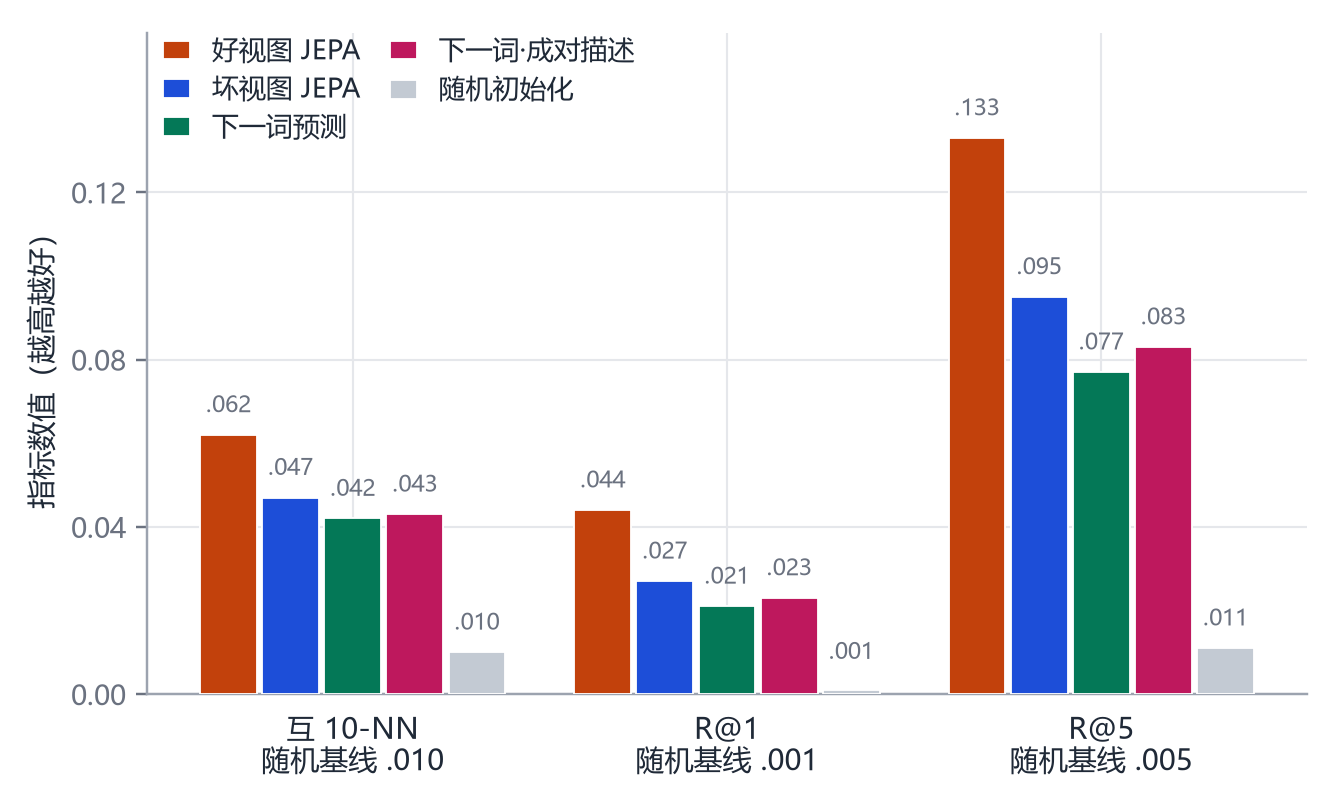 好视图 JEPA
坏视图 JEPA
下一词预测
下一词·成对描述
随机初始化
指标数值（越高越好）
0.12
0.08
0.04
0.00
.062
.047
.042
.043
.010
.044
.027
.021
.023
.001
.133
.095
.077
.083
.011
互 10-NN
随机基线 .010
R@1
随机基线 .001
R@5
随机基线 .005